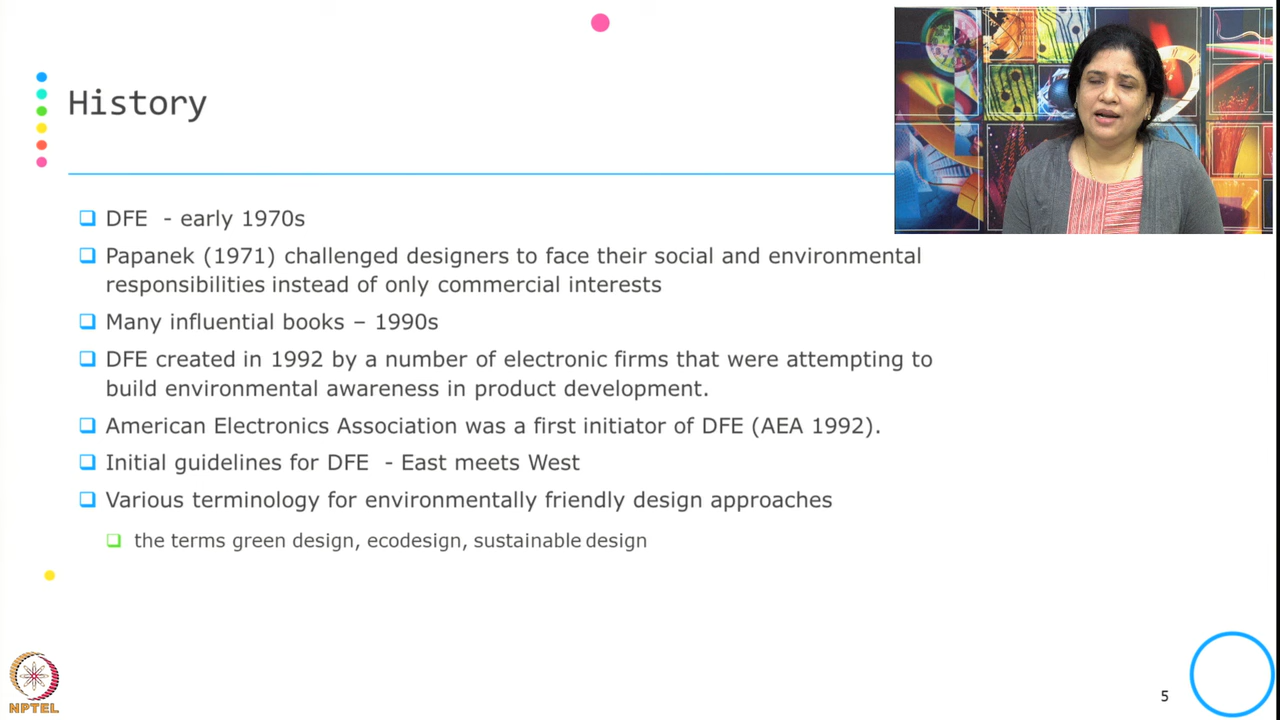 History
DFE - early 1970s
Papanek (1971) challenged designers to face their social and environmental
responsibilities instead of only commercial interests
Many influential books – 1990s
DFE created in 1992 by a number of electronic firms that were attempting to
build environmental awareness in product development.
American Electronics Association was a first initiator of DFE (AEA 1992).
Initial guidelines for DFE - East meets West
Various terminology for environmentally friendly design approaches
the terms green design, ecodesign, sustainable design
NPTEL
5